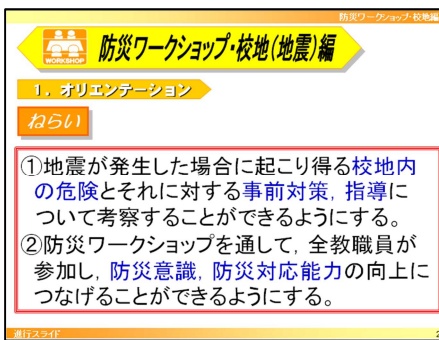 防災ワークショップ・校地編
WORKSHOP
防災ワークショップ・校地(地震)編
1．オリエンテーション
ねらい
①地震が発生した場合に起こり得る校地内
の危険とそれに対する事前対策，指導に
ついて考察することができるようにする。
②防災ワークショップを通して，全教職員が
参加し，防災意識，防災対応能力の向上に
つなげることができるようにする。
進行スライド
2